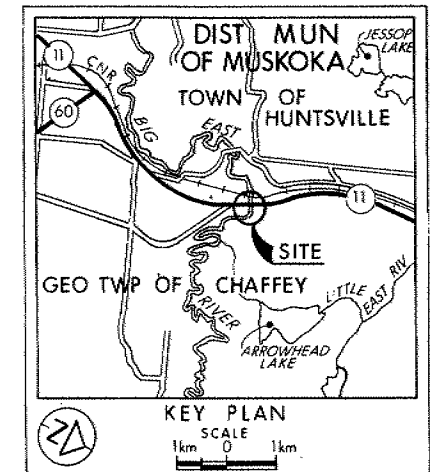 DIST MUN
OF MUSKOKA
JESSOP
LAKE
TOWN OF
HUNTSVILLE
11
CNR
60
BIG
EAST
11
SITE
GEO TWP OF CHAFFEY
RIVER
LITTLE
EAST RIV
ARROWHEAD
LAKE
N
KEY PLAN
SCALE
1km 0 1km